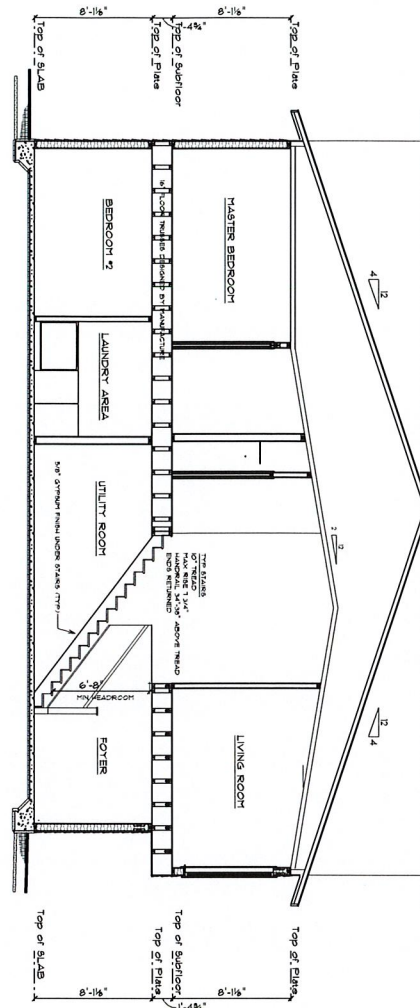 8'-1⅛"
1'-4¾"
8'-1⅛"
Top of SLAB
Top of Plate
Top of Subfloor
Top of Plate
4
12
12
4
2
12
MASTER BEDROOM
LIVING ROOM
16" FLOOR TRUSSES DESIGNED BY MANUFACTURE
TYP STAIRS
10" TREAD
MAX RISE 7 3/4"
HANDRAIL 34"-38" ABOVE TREAD
ENDS RETURNED
BEDROOM #2
LAUNDRY AREA
UTILITY ROOM
5/8" GYPSUM FINISH UNDER STAIRS (TYP)
6'-8"
MIN HEADROOM
FOYER
Top of SLAB
Top of Plate
Top of Subfloor
Top of Plate
8'-1⅛"
1'-4¾"
8'-1⅛"